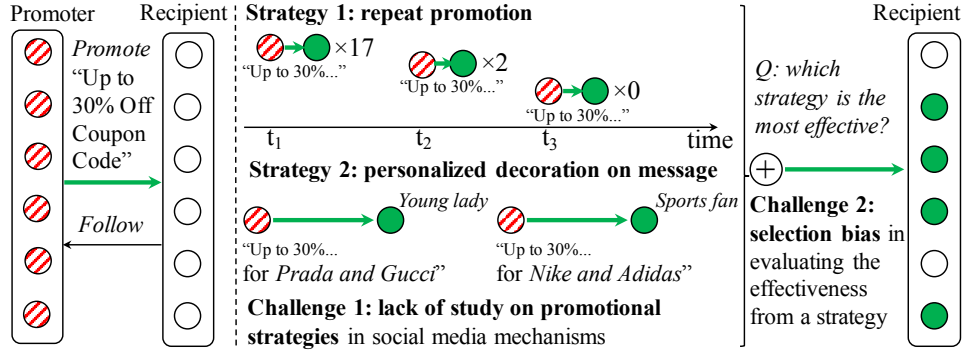 Promoter
Recipient
Promote
“Up to
30% Off
Coupon
Code”
Follow
Strategy 1: repeat promotion
×17
“Up to 30%...”
×2
“Up to 30%...”
×0
“Up to 30%...”
t1
t2
t3
time
Strategy 2: personalized decoration on message
Young lady
Sports fan
“Up to 30%...
for Prada and Gucci”
“Up to 30%...
for Nike and Adidas”
Challenge 1: lack of study on promotional
strategies in social media mechanisms
Recipient
Q: which
strategy is the
most effective?
+
Challenge 2:
selection bias in
evaluating the
effectiveness
from a strategy